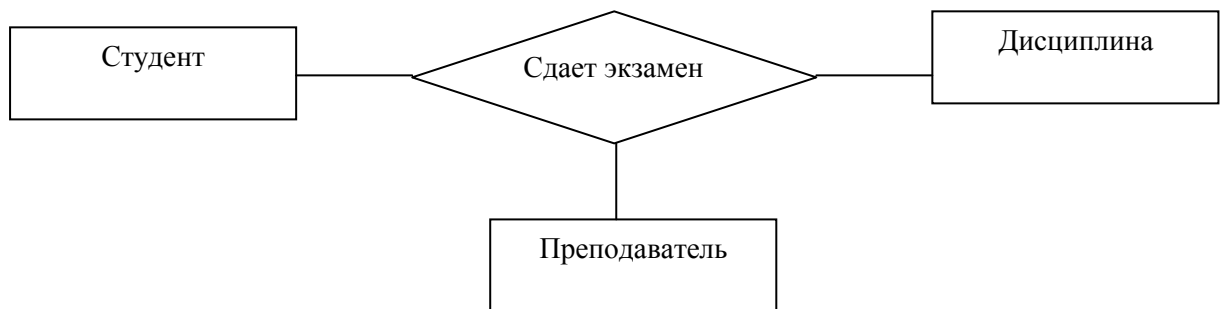 Студент
Сдает экзамен
Дисциплина
Преподаватель